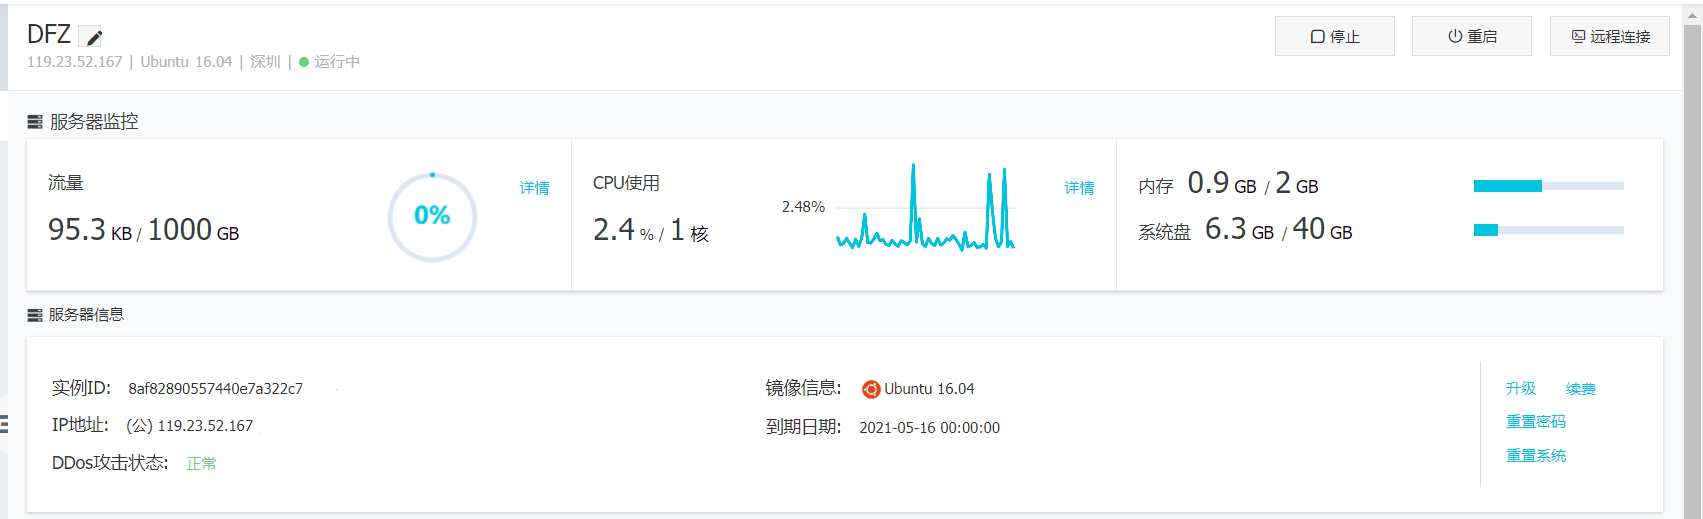 DFZ
停止
重启
远程连接
119.23.52.167 | Ubuntu 16.04 | 深圳 | 运行中
服务器监控
流量
95.3 KB / 1000 GB
0%
详情
CPU使用
2.4 % / 1 核
2.48%
详情
内存 0.9 GB / 2 GB
系统盘 6.3 GB / 40 GB
服务器信息
实例ID: 8af82890557440e7a322c7
镜像信息: Ubuntu 16.04
升级 续费
IP地址: (公) 119.23.52.167
到期日期: 2021-05-16 00:00:00
重置密码
DDos攻击状态: 正常
重置系统